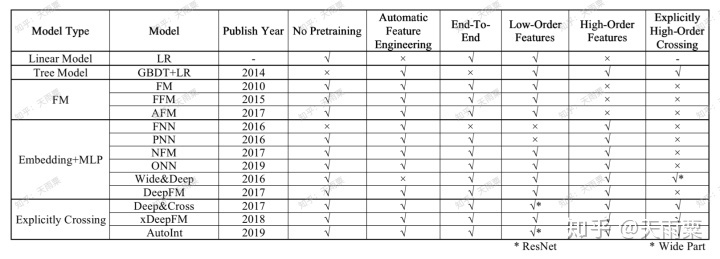 Model Type Model Publish Year No Pretraining Automatic Feature Engineering End-To-End Low-Order Features High-Order Features Explicitly High-Order Crossing
Linear Model LR - √ × √ √ × -
Tree Model GBDT+LR 2014 × √ × √ √ √
FM FM 2010 √ √ √ √ × ×
FFM 2015 √ √ √ √ × ×
AFM 2017 √ √ √ √ × ×
Embedding+MLP FNN 2016 × √ × × √ ×
PNN 2016 √ √ √ × √ ×
NFM 2017 √ √ √ √ √ ×
ONN 2019 √ √ √ √ √ ×
Wide&Deep 2016 √ × √ √ √ √*
DeepFM 2017 √ √ √ √ √ ×
Explicitly Crossing Deep&Cross 2017 √ √ √ √* √ √
xDeepFM 2018 √ √ √ √ √ √
AutoInt 2019 √ √ √ √* √ √
* ResNet * Wide Part
知乎 @天雨粟